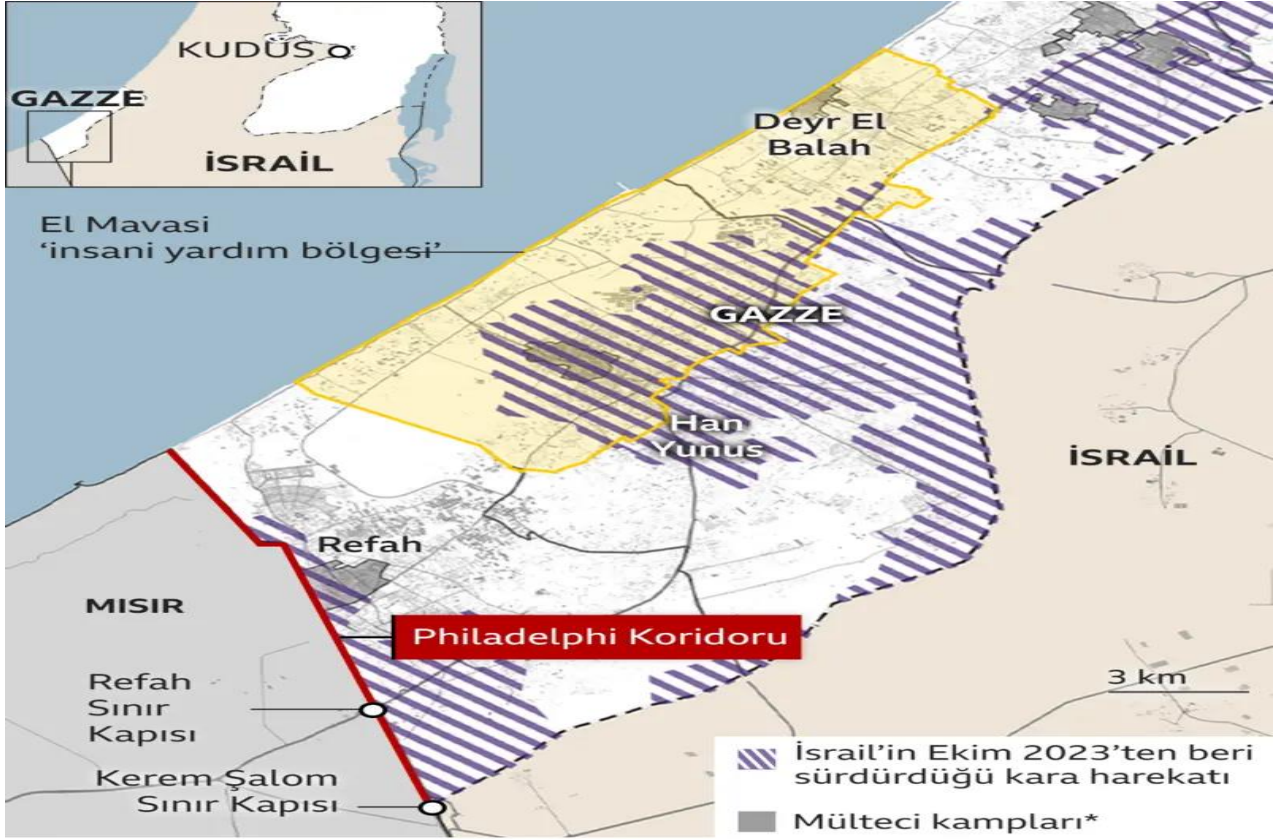 KUDÜS
GAZZE
İSRAİL
El Mavasi
‘insani yardım bölgesi’
Deyr El
Balah
GAZZE
Han
Yunus
İSRAİL
Refah
MISIR
Philadelphi Koridoru
Refah
Sınır
Kapısı
3 km
Kerem Şalom
Sınır Kapısı
İsrail’in Ekim 2023’ten beri
sürdürdüğü kara harekatı
Mülteci kampları*